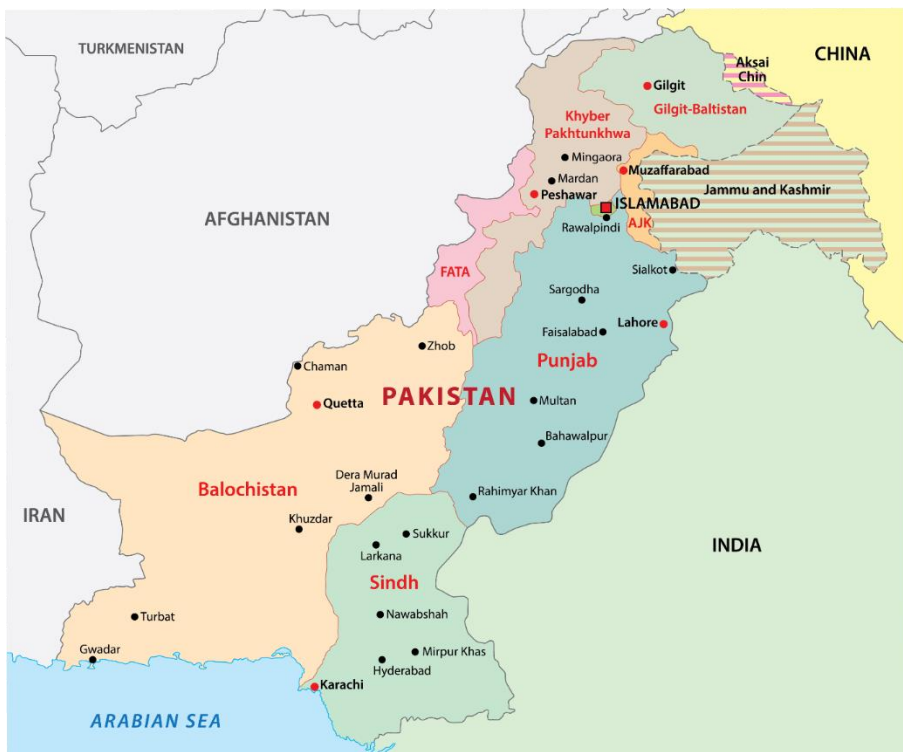 TURKMENISTAN
CHINA
Aksai
Chin
Gilgit
Gilgit-Baltistan
Khyber
Pakhtunkhwa
Mingaora
Muzaffarabad
Mardan
Jammu and Kashmir
Peshawar
ISLAMABAD
AFGHANISTAN
AJK
Rawalpindi
FATA
Sialkot
Sargodha
Lahore
Faisalabad
Zhob
Punjab
Chaman
PAKISTAN
Quetta
Multan
Bahawalpur
Dera Murad
Jamali
Balochistan
Rahimyar Khan
IRAN
Khuzdar
Sukkur
INDIA
Larkana
Sindh
Turbat
Nawabshah
Gwadar
Mirpur Khas
Hyderabad
Karachi
ARABIAN SEA